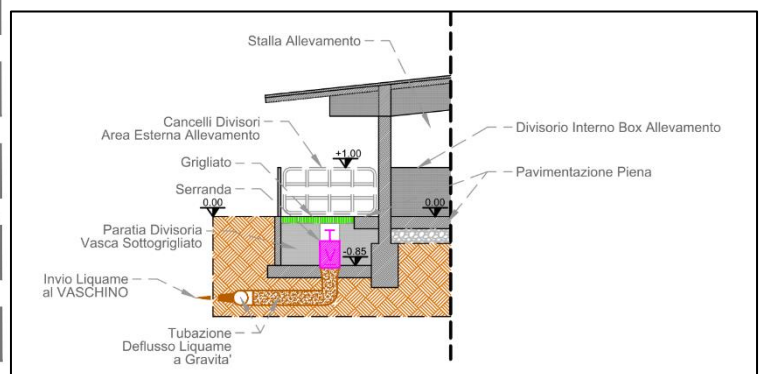 Stalla Allevamento
Cancelli Divisori
Area Esterna Allevamento
Divisorio Interno Box Allevamento
+1.00
Grigliato
Pavimentazione Piena
Serranda
0.00
0.00
Paratia Divisoria
Vasca Sottogrigliato
V
-0.85
Invio Liquame
al VASCHINO
Tubazione
Deflusso Liquame
a Gravita'